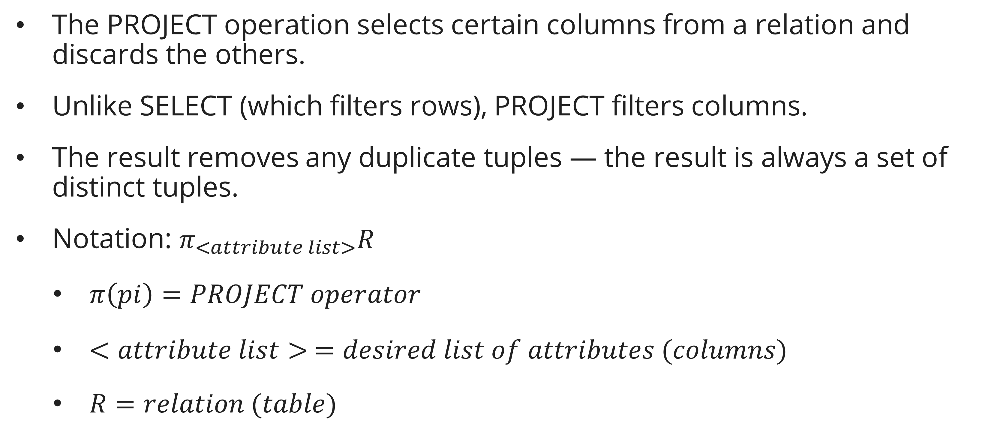 • The PROJECT operation selects certain columns from a relation and
discards the others.
• Unlike SELECT (which filters rows), PROJECT filters columns.
• The result removes any duplicate tuples — the result is always a set of
distinct tuples.
• Notation: π<attribute list>R
• π(pi) = PROJECT operator
• < attribute list > = desired list of attributes (columns)
• R = relation (table)